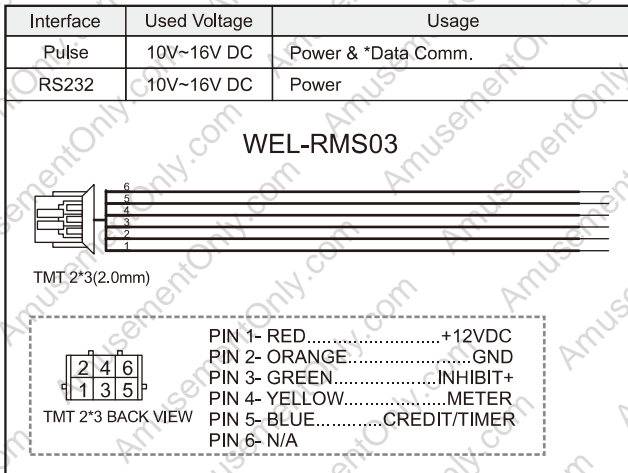 Interface Used Voltage Usage
Pulse 10V~16V DC Power & *Data Comm.
RS232 10V~16V DC Power
WEL-RMS03
6
5
4
3
2
1
TMT 2*3(2.0mm)
PIN 1- RED......................+12VDC
PIN 2- ORANGE.....................GND
PIN 3- GREEN....................INHIBIT+
PIN 4- YELLOW.................METER
PIN 5- BLUE............CREDIT/TIMER
PIN 6- N/A
2 4 6
1 3 5
TMT 2*3 BACK VIEW
AmusementOnly.com